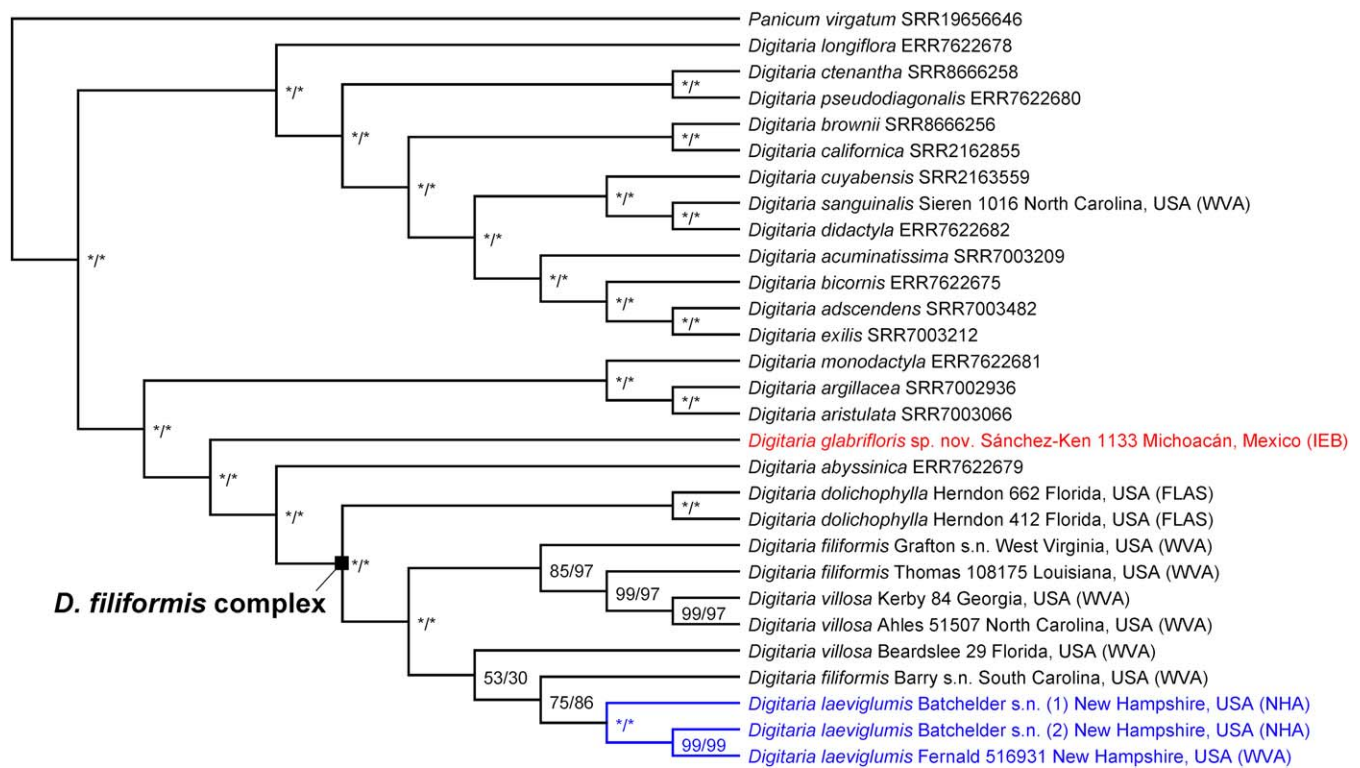 Panicum virgatum SRR19656646
Digitaria longiflora ERR7622678
Digitaria ctenantha SRR8666258
*/*
*/*
Digitaria pseudodiagonalis ERR7622680
Digitaria brownii SRR8666256
*/*
*/*
Digitaria californica SRR2162855
Digitaria cuyabensis SRR2163559
*/*
*/*
Digitaria sanguinalis Sieren 1016 North Carolina, USA (WVA)
*/*
Digitaria didactyla ERR7622682
*/*
Digitaria acuminatissima SRR7003209
*/*
*/*
Digitaria bicornis ERR7622675
*/*
Digitaria adscendens SRR7003482
*/*
Digitaria exilis SRR7003212
Digitaria monodactyla ERR7622681
*/*
Digitaria argillacea SRR7002936
*/*
Digitaria aristulata SRR7003066
*/*
Digitaria glabrifloris sp. nov. Sánchez-Ken 1133 Michoacán, Mexico (IEB)
Digitaria abyssinica ERR7622679
*/*
Digitaria dolichophylla Herndon 662 Florida, USA (FLAS)
*/*
*/*
Digitaria dolichophylla Herndon 412 Florida, USA (FLAS)
Digitaria filiformis Grafton s.n. West Virginia, USA (WVA)
*/*
85/97
Digitaria filiformis Thomas 108175 Louisiana, USA (WVA)
99/97
Digitaria villosa Kerby 84 Georgia, USA (WVA)
D. filiformis complex
99/97
Digitaria villosa Ahles 51507 North Carolina, USA (WVA)
*/*
Digitaria villosa Beardslee 29 Florida, USA (WVA)
53/30
Digitaria filiformis Barry s.n. South Carolina, USA (WVA)
75/86
Digitaria laeviglumis Batchelder s.n. (1) New Hampshire, USA (NHA)
*/*
Digitaria laeviglumis Batchelder s.n. (2) New Hampshire, USA (NHA)
99/99
Digitaria laeviglumis Fernald 516931 New Hampshire, USA (WVA)